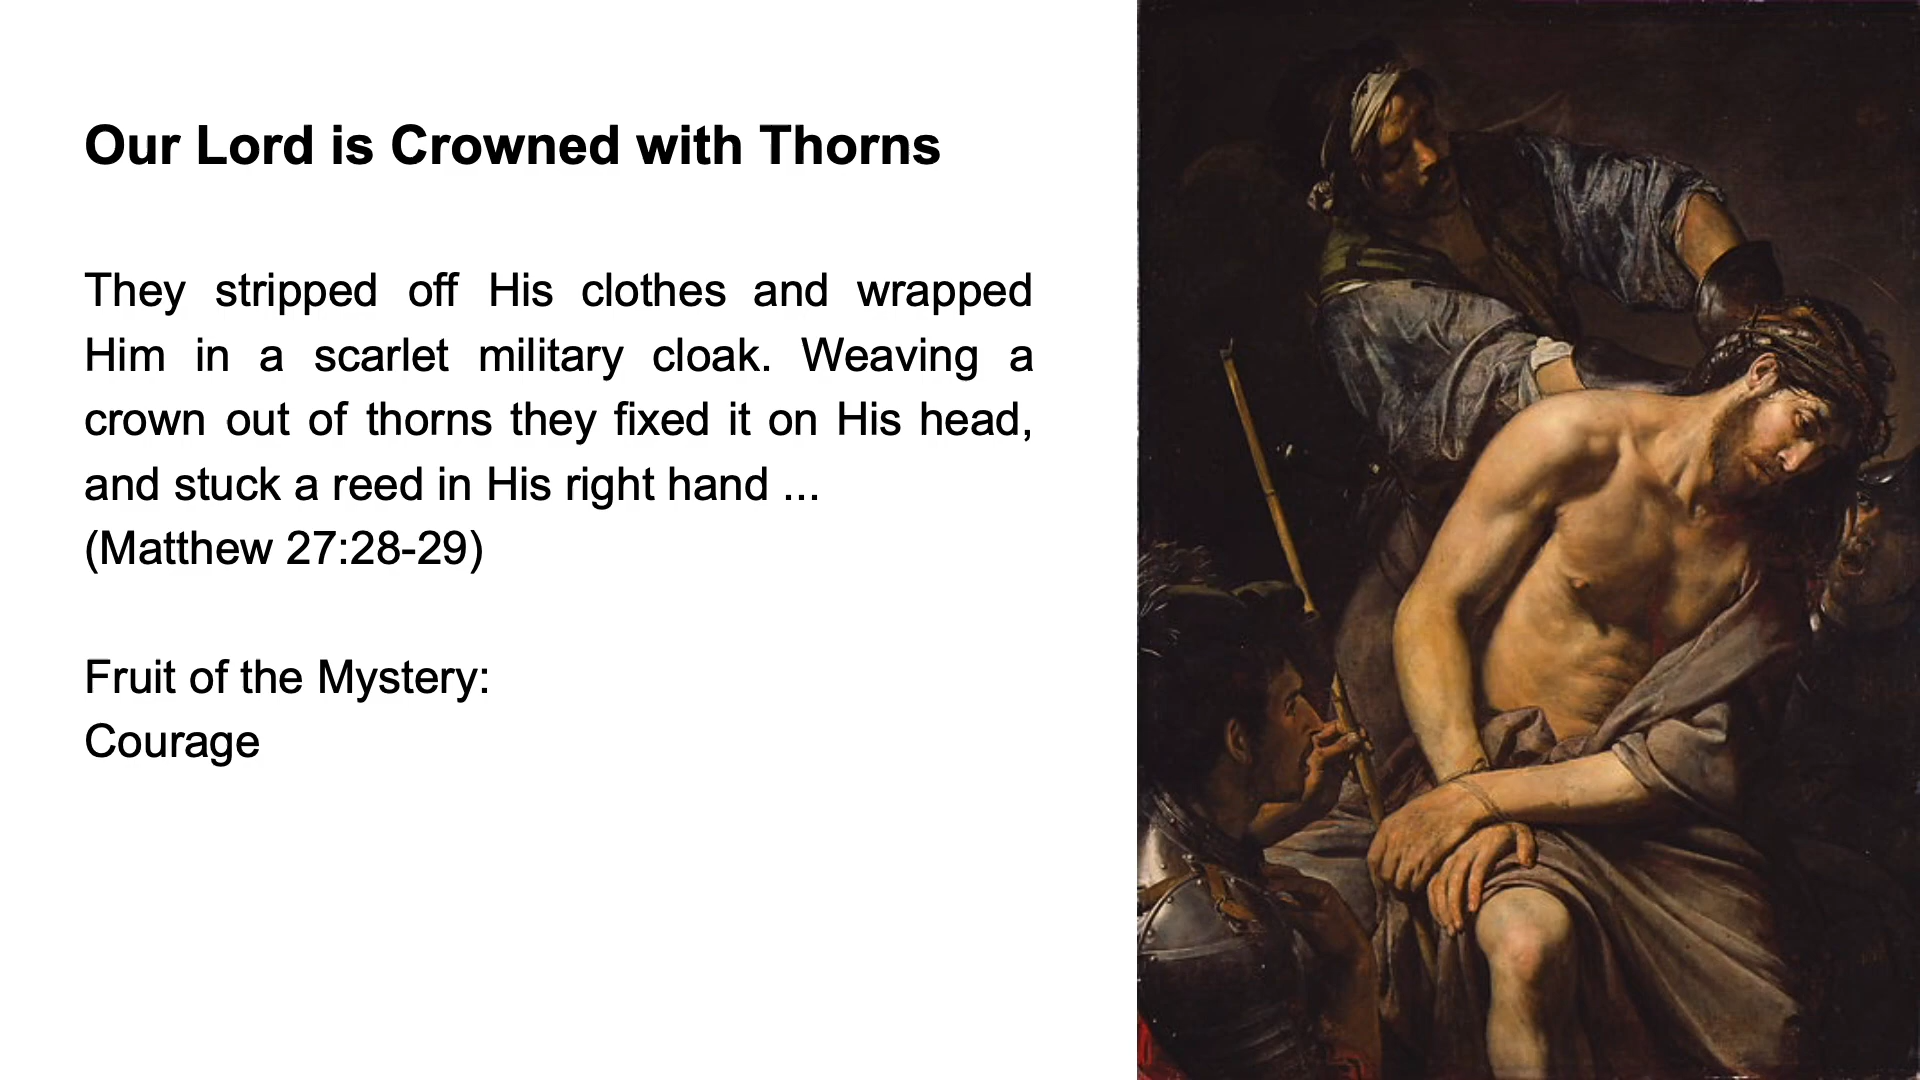 Our Lord is Crowned with Thorns
They stripped off His clothes and wrapped
Him in a scarlet military cloak. Weaving a
crown out of thorns they fixed it on His head,
and stuck a reed in His right hand ...
(Matthew 27:28-29)
Fruit of the Mystery:
Courage